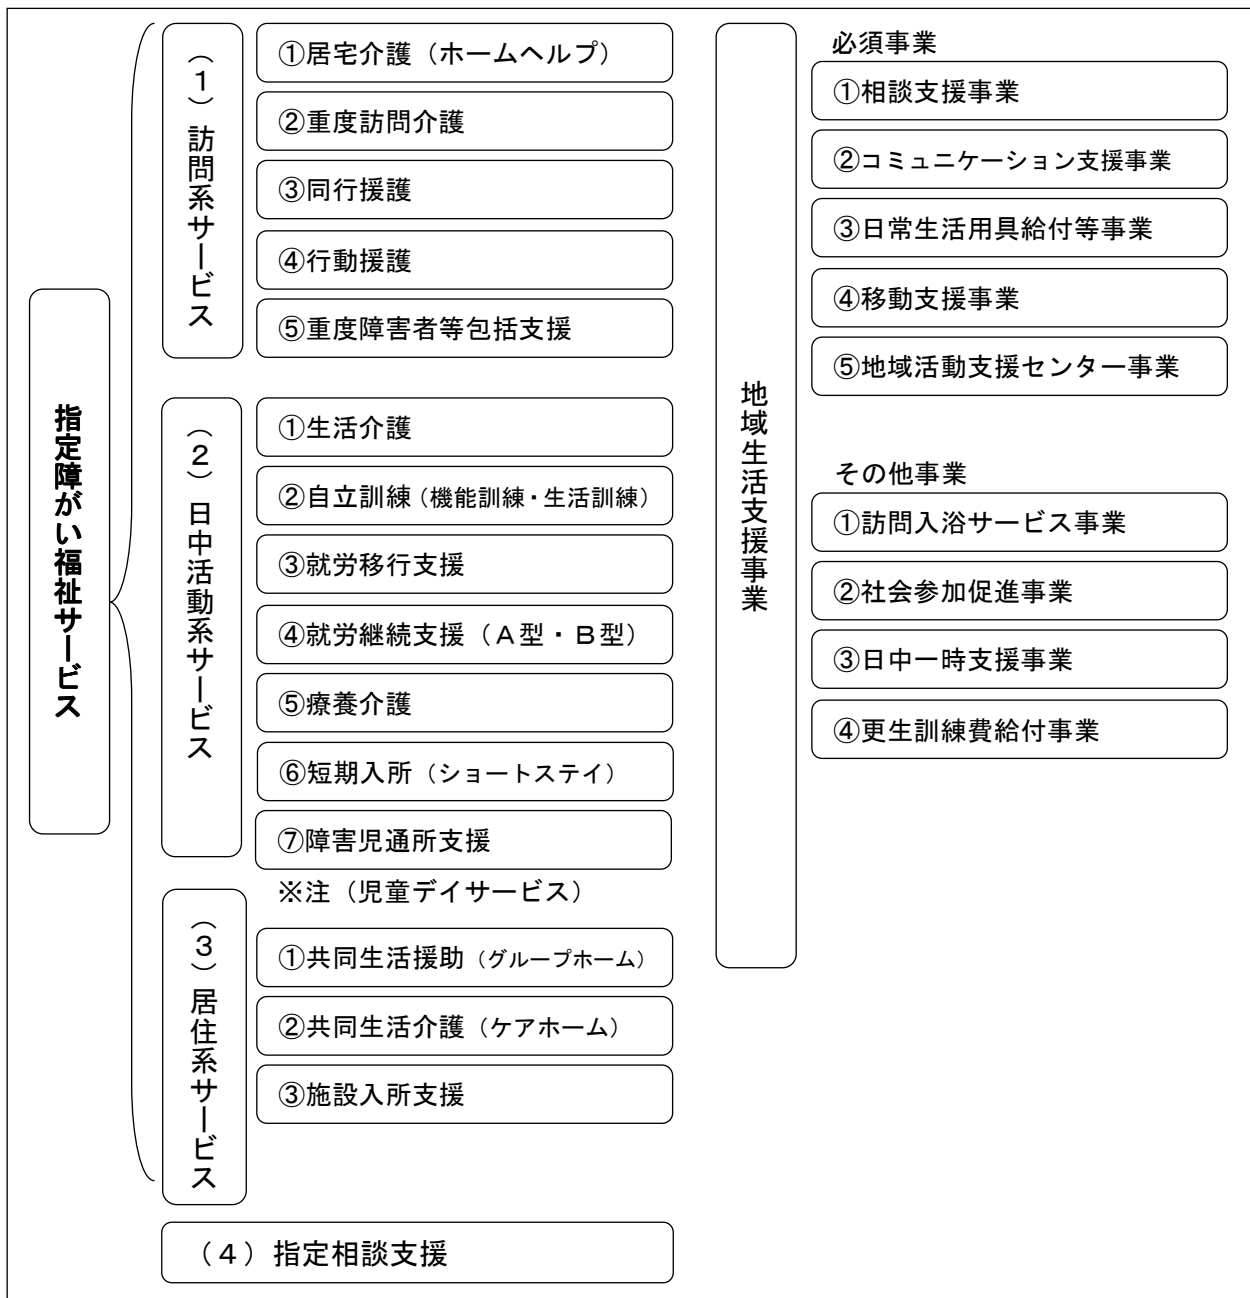 指定障がい福祉サービス
（１）訪問系サービス
①居宅介護（ホームヘルプ）
②重度訪問介護
③同行援護
④行動援護
⑤重度障害者等包括支援
（２）日中活動系サービス
①生活介護
②自立訓練（機能訓練・生活訓練）
③就労移行支援
④就労継続支援（Ａ型・Ｂ型）
⑤療養介護
⑥短期入所（ショートステイ）
⑦障害児通所支援
※注（児童デイサービス）
（３）居住系サービス
①共同生活援助（グループホーム）
②共同生活介護（ケアホーム）
③施設入所支援
（４）指定相談支援
地域生活支援事業
必須事業
①相談支援事業
②コミュニケーション支援事業
③日常生活用具給付等事業
④移動支援事業
⑤地域活動支援センター事業
その他事業
①訪問入浴サービス事業
②社会参加促進事業
③日中一時支援事業
④更生訓練費給付事業